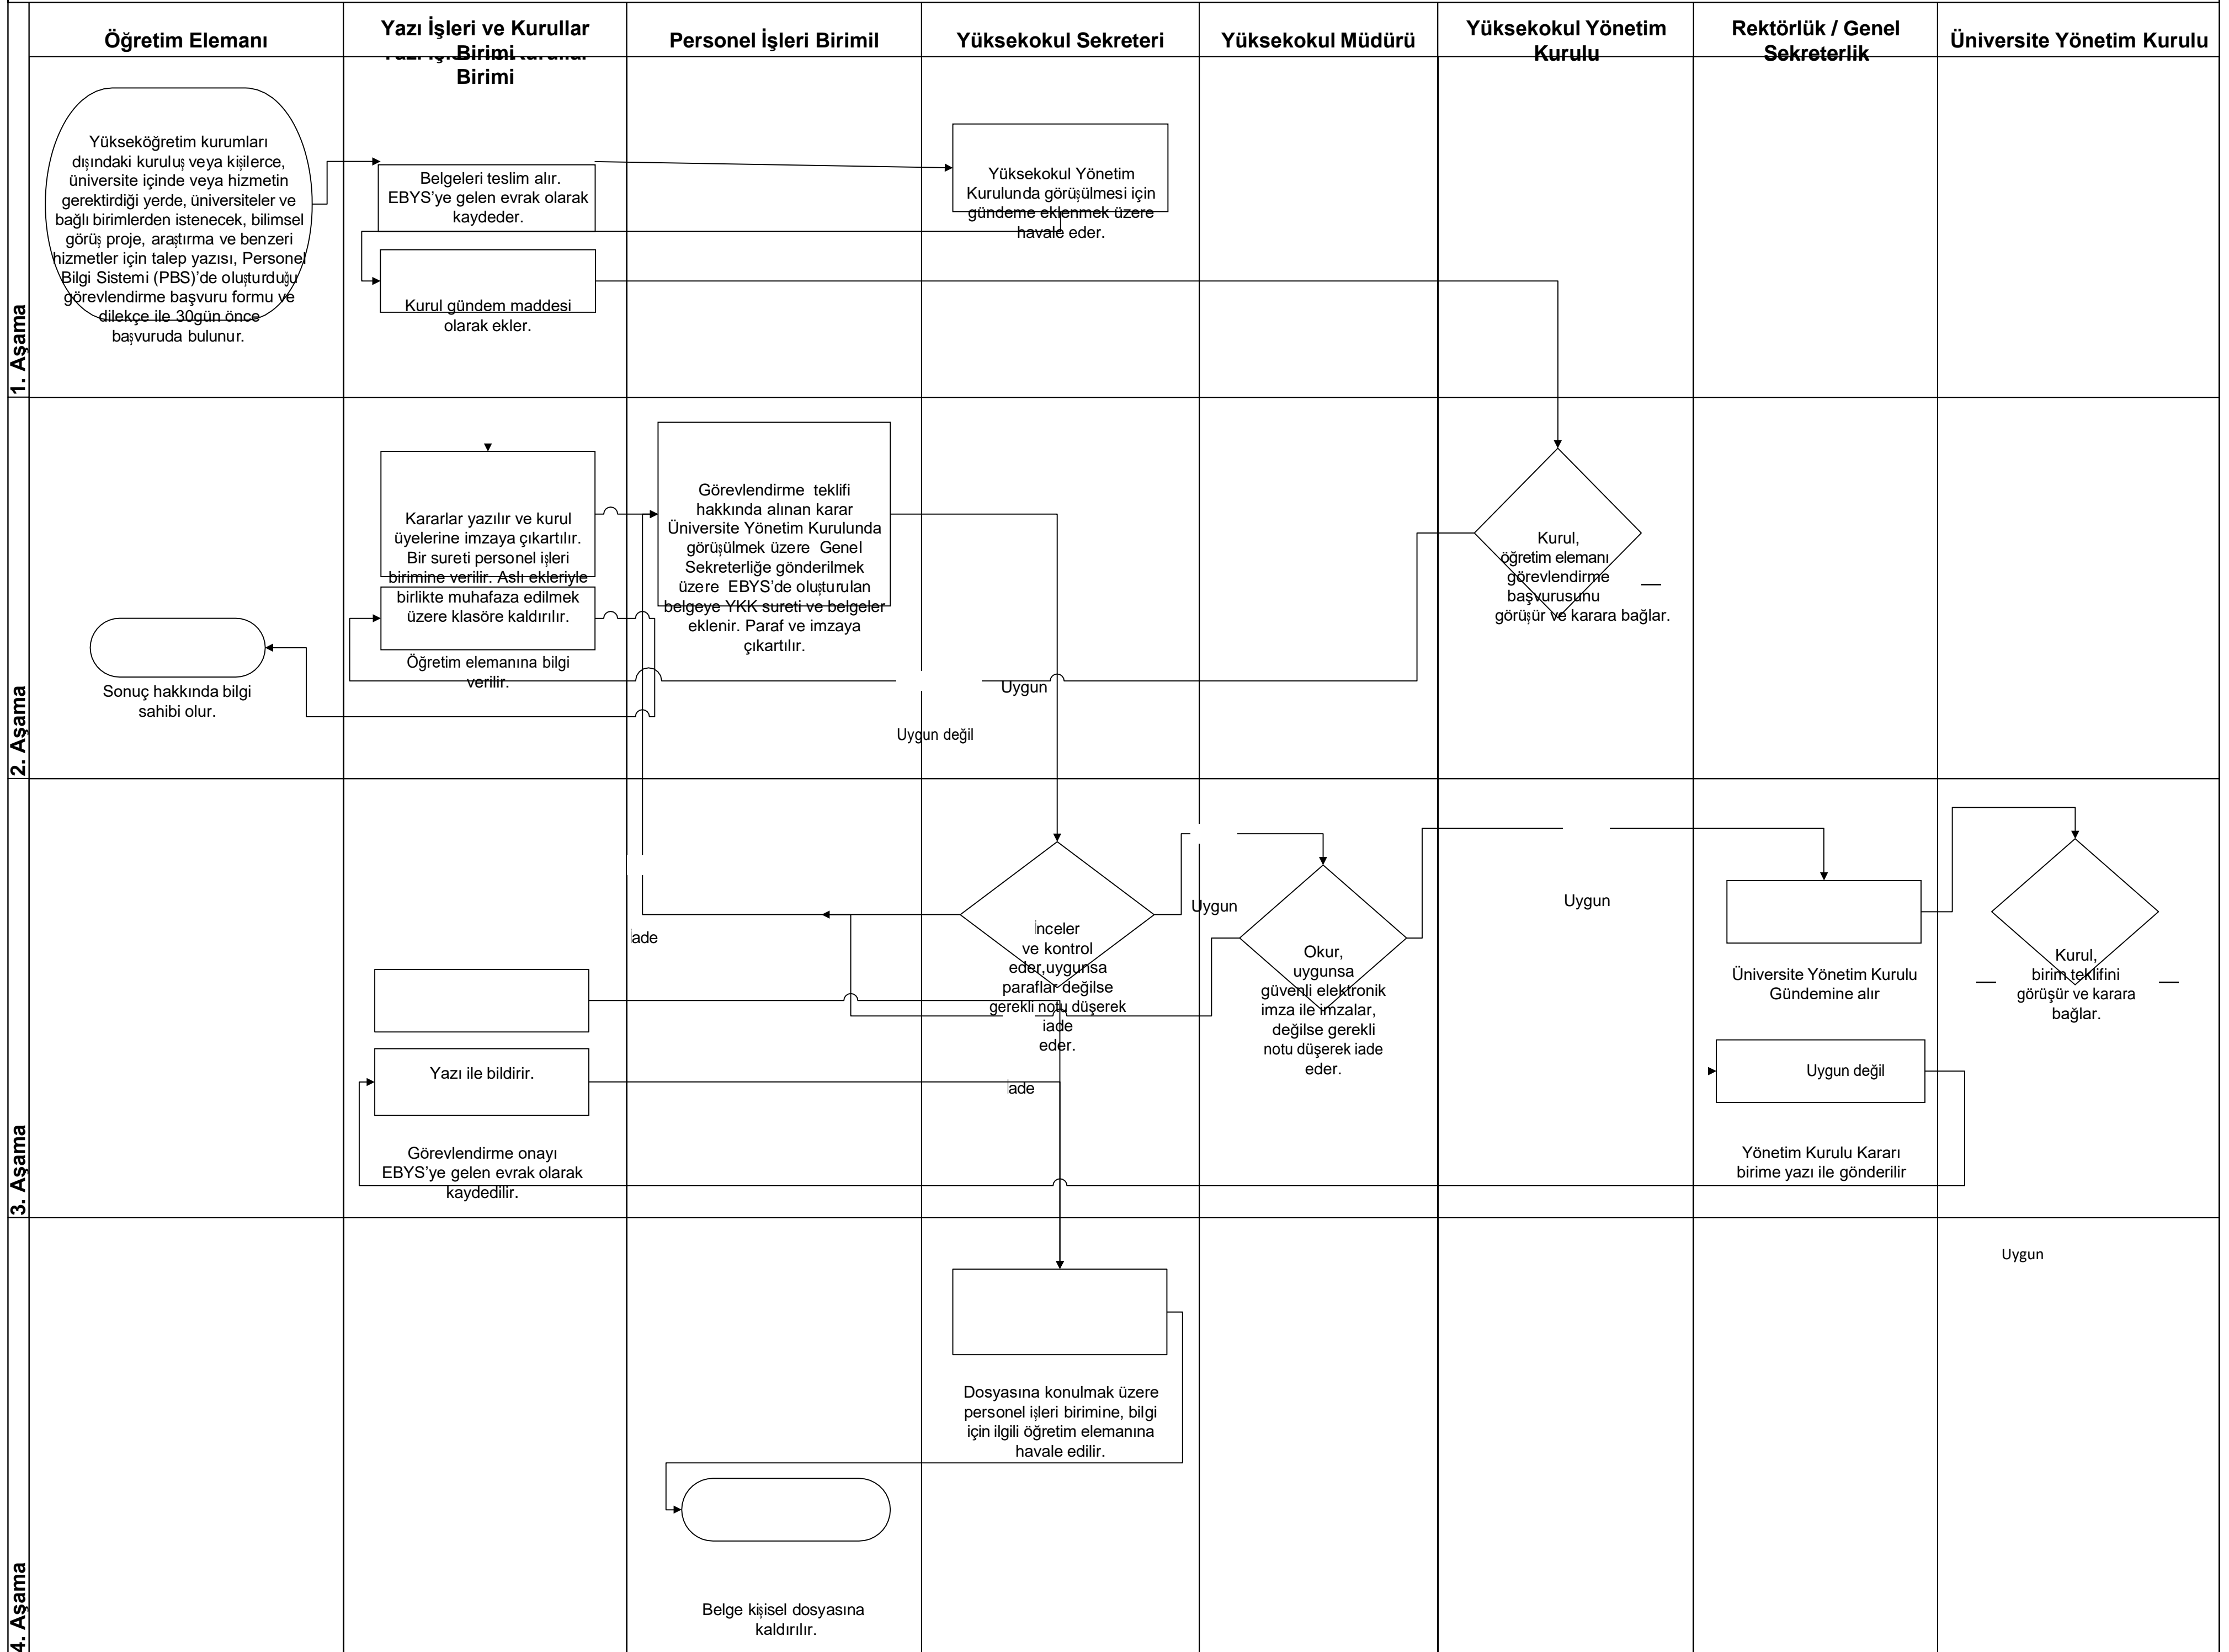 Öğretim Elemanı
Yazı İşleri ve Kurullar
Birimi
Birimi
Personel İşleri Birimil
Yüksekokul Sekreteri
Yüksekokul Müdürü
Yüksekokul Yönetim
Kurulu
Rektörlük / Genel
Sekreterlik
Üniversite Yönetim Kurulu
1. Aşama
Yükseköğretim kurumları
dışındaki kuruluş veya kişilerce,
üniversite içinde veya hizmetin
gerektirdiği yerde, üniversiteler ve
bağlı birimlerden istenecek, bilimsel
görüş proje, araştırma ve benzeri
hizmetler için talep yazısı, Personel
Bilgi Sistemi (PBS)’de oluşturduğu
görevlendirme başvuru formu ve
dilekçe ile 30gün önce
başvuruda bulunur.
Belgeleri teslim alır.
EBYS’ye gelen evrak olarak
kaydeder.
Yüksekokul Yönetim
Kurulunda görüşülmesi için
gündeme eklenmek üzere
havale eder.
Kurul gündem maddesi
olarak ekler.
2. Aşama
Kararlar yazılır ve kurul
üyelerine imzaya çıkartılır.
Bir sureti personel işleri
birimine verilir. Aslı ekleriyle
birlikte muhafaza edilmek
üzere klasöre kaldırılır.
Görevlendirme teklifi
hakkında alınan karar
Üniversite Yönetim Kurulunda
görüşülmek üzere Genel
Sekreterliğe gönderilmek
üzere EBYS’de oluşturulan
belgeye YKK sureti ve belgeler
eklenir. Paraf ve imzaya
çıkartılır.
Kurul,
öğretim elemanı
görevlendirme
başvurusunu
görüşür ve karara bağlar.
Öğretim elemanına bilgi
verilir.
Sonuç hakkında bilgi
sahibi olur.
Uygun
Uygun değil
3. Aşama
İade
İnceler
ve kontrol
eder,uygunsa
paraflar değilse
gerekli notu düşerek
iade
eder.
Uygun
Okur,
uygunsa
güvenli elektronik
imza ile imzalar,
değilse gerekli
notu düşerek iade
eder.
Uygun
Üniversite Yönetim Kurulu
Gündemine alır
Kurul,
birim teklifini
görüşür ve karara
bağlar.
Yazı ile bildirir.
İade
Uygun değil
Görevlendirme onayı
EBYS’ye gelen evrak olarak
kaydedilir.
Yönetim Kurulu Kararı
birime yazı ile gönderilir
4. Aşama
Uygun
Dosyasına konulmak üzere
personel işleri birimine, bilgi
için ilgili öğretim elemanına
havale edilir.
Belge kişisel dosyasına
kaldırılır.